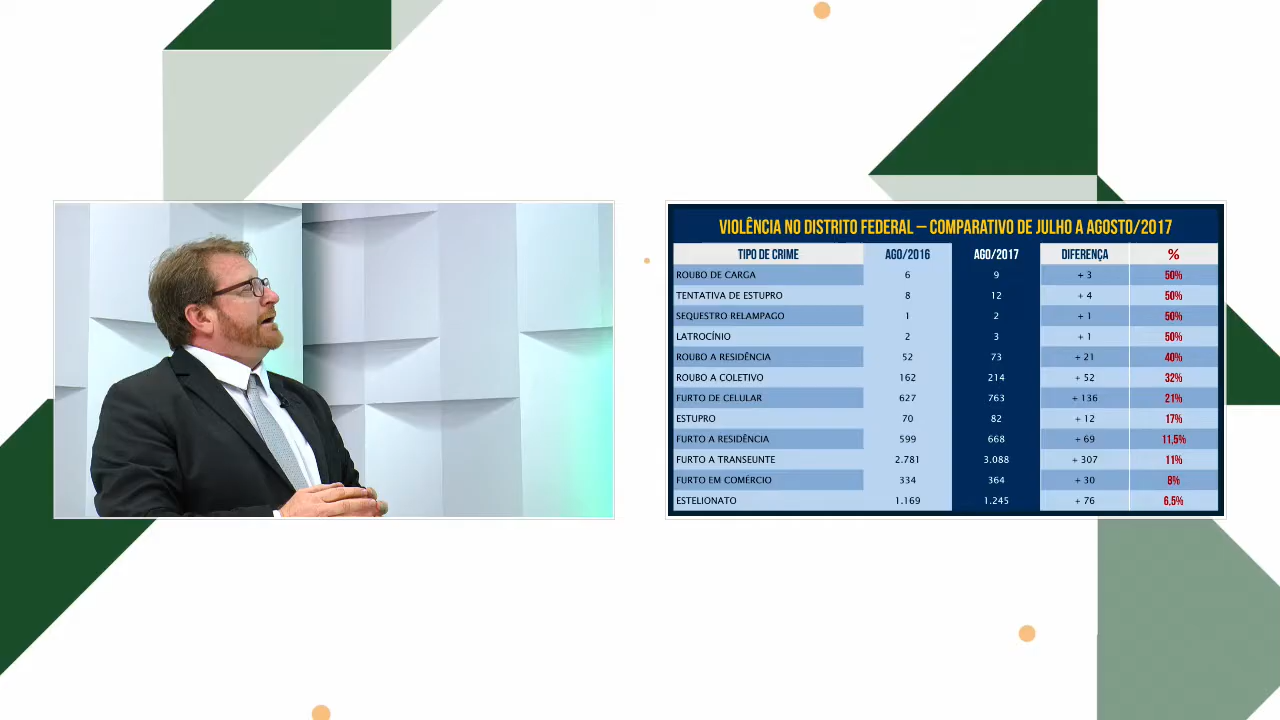 VIOLÊNCIA NO DISTRITO FEDERAL – COMPARATIVO DE JULHO A AGOSTO/2017
TIPO DE CRIME AGO/2016 AGO/2017 DIFERENÇA %
ROUBO DE CARGA 6 9 + 3 50%
TENTATIVA DE ESTUPRO 8 12 + 4 50%
SEQUESTRO RELAMPAGO 1 2 + 1 50%
LATROCÍNIO 2 3 + 1 50%
ROUBO A RESIDÊNCIA 52 73 + 21 40%
ROUBO A COLETIVO 162 214 + 52 32%
FURTO DE CELULAR 627 763 + 136 21%
ESTUPRO 70 82 + 12 17%
FURTO A RESIDÊNCIA 599 668 + 69 11,5%
FURTO A TRANSEUNTE 2.781 3.088 + 307 11%
FURTO EM COMÉRCIO 334 364 + 30 8%
ESTELIONATO 1.169 1.245 + 76 6,5%